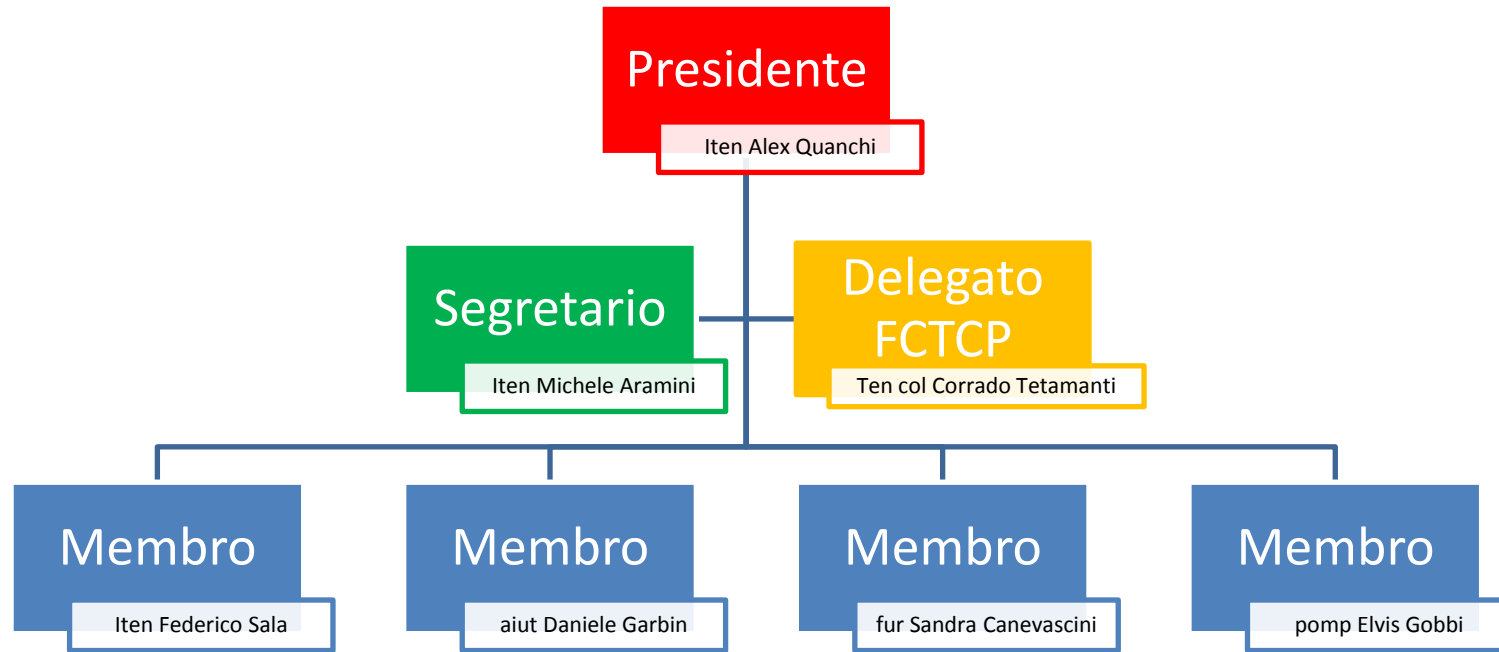 Presidente
Iten Alex Quanchi
Segretario
Iten Michele Aramini
Delegato
FCTCP
Ten col Corrado Tetamanti
Membro
Iten Federico Sala
Membro
aiut Daniele Garbin
Membro
fur Sandra Canevascini
Membro
pomp Elvis Gobbi